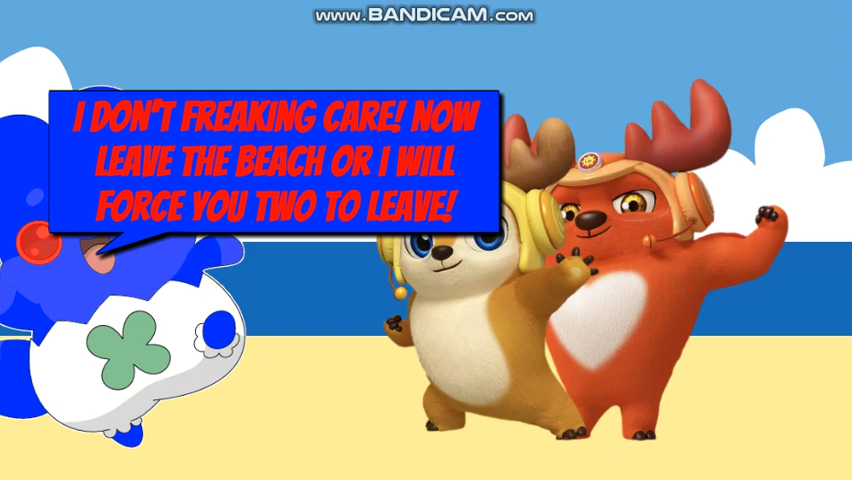 www.BANDICAM.com
I DON'T FREAKING CARE! NOW
LEAVE THE BEACH OR I WILL
FORCE YOU TWO TO LEAVE!